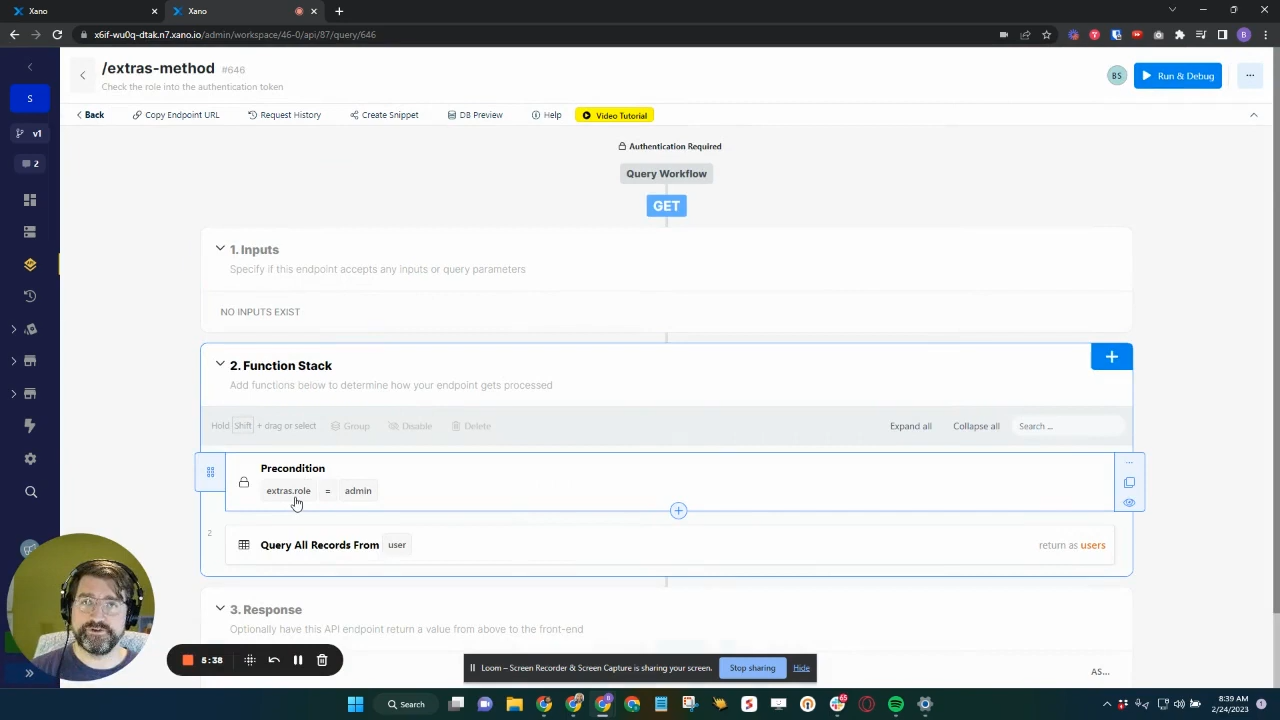 Xano
Xano
x6if-wu0q-dtak.n7.xano.io/admin/workspace/46-0/api/87/query/646
B
S
v1
2
/extras-method #646
Check the role into the authentication token
BS
Run & Debug
Back
Copy Endpoint URL
Request History
Create Snippet
DB Preview
Help
Video Tutorial
Authentication Required
Query Workflow
GET
1. Inputs
Specify if this endpoint accepts any inputs or query parameters
NO INPUTS EXIST
2. Function Stack
Add functions below to determine how your endpoint gets processed
Hold Shift + drag or select
Group
Disable
Delete
Expand all
Collapse all
Search ...
Precondition
extras.role = admin
2
Query All Records From user
return as users
3. Response
Optionally have this API endpoint return a value from above to the front-end
AS...
5:38
Loom – Screen Recorder & Screen Capture is sharing your screen.
Stop sharing
Hide
Search
65
8:39 AM
2/24/2023